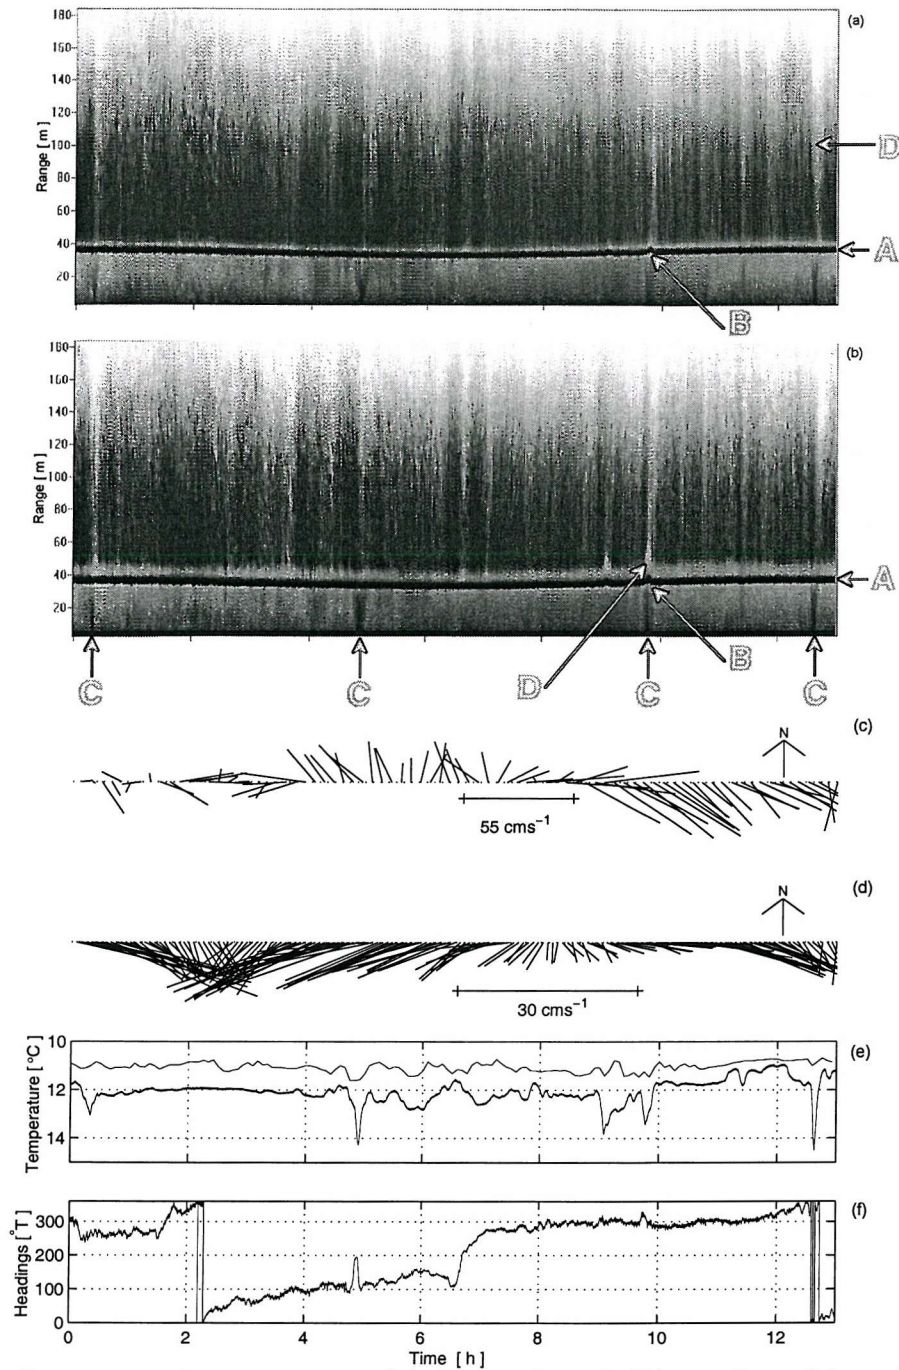 (a)
180
160
140
120
100
80
60
40
20
Range [ m ]
D
A
B
(b)
180
160
140
120
100
80
60
40
20
Range [ m ]
A
B
C
C
D
C
C
(c)
N
55 cms⁻¹
(d)
N
30 cms⁻¹
(e)
10
12
14
Temperature [ °C ]
(f)
300
200
100
0
Headings [ °T ]
0 2 4 6 8 10 12
Time [ h ]